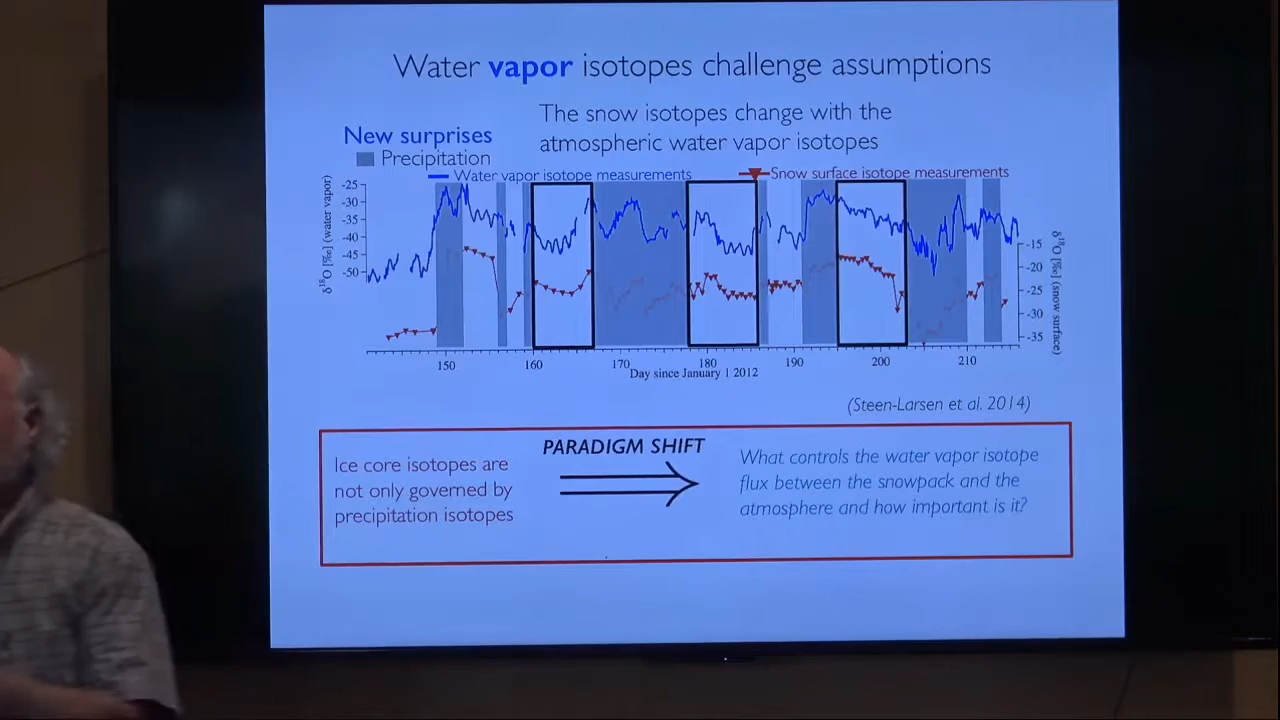 Water vapor isotopes challenge assumptions
The snow isotopes change with the
atmospheric water vapor isotopes
New surprises
Precipitation
Water vapor isotope measurements
Snow surface isotope measurements
δ¹⁸O [‰] (water vapor)
-25
-30
-35
-40
-45
-50
-15
-20
-25
-30
-35
δ¹⁸O [‰] (snow surface)
150
160
170
180
190
200
210
Day since January 1 2012
(Steen-Larsen et al. 2014)
PARADIGM SHIFT
Ice core isotopes are
not only governed by
precipitation isotopes
What controls the water vapor isotope
flux between the snowpack and the
atmosphere and how important is it?